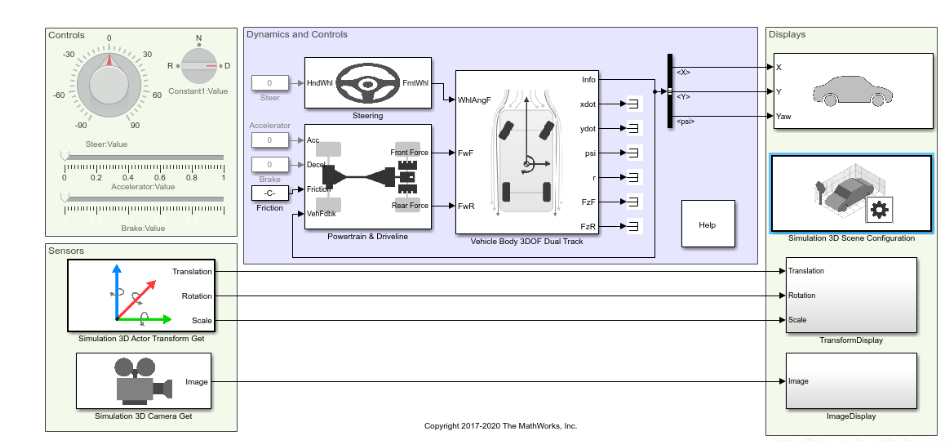 Controls
0
-30
30
-60
60
-90
90
N
R
D
Constant1:Value
Steer:Value
0
0.2
0.4
0.6
0.8
1
Accelerator:Value
Brake:Value
Dynamics and Controls
0
Steer
HndWhl
FrntWhl
Steering
Accelerator
0
0
Brake
-C-
Friction
Acc
Decel
Friction
VehFdbk
Front Force
Rear Force
Powertrain & Driveline
WhlAngF
FwF
FwR
Info
xdot
ydot
psi
r
FzF
FzR
Vehicle Body 3DOF Dual Track
<X>
<Y>
<psi>
Help
Displays
X
Y
Yaw
Simulation 3D Scene Configuration
Sensors
Translation
Rotation
Scale
Simulation 3D Actor Transform Get
Translation
Rotation
Scale
TransformDisplay
Image
Simulation 3D Camera Get
Image
ImageDisplay
Copyright 2017-2020 The MathWorks, Inc.